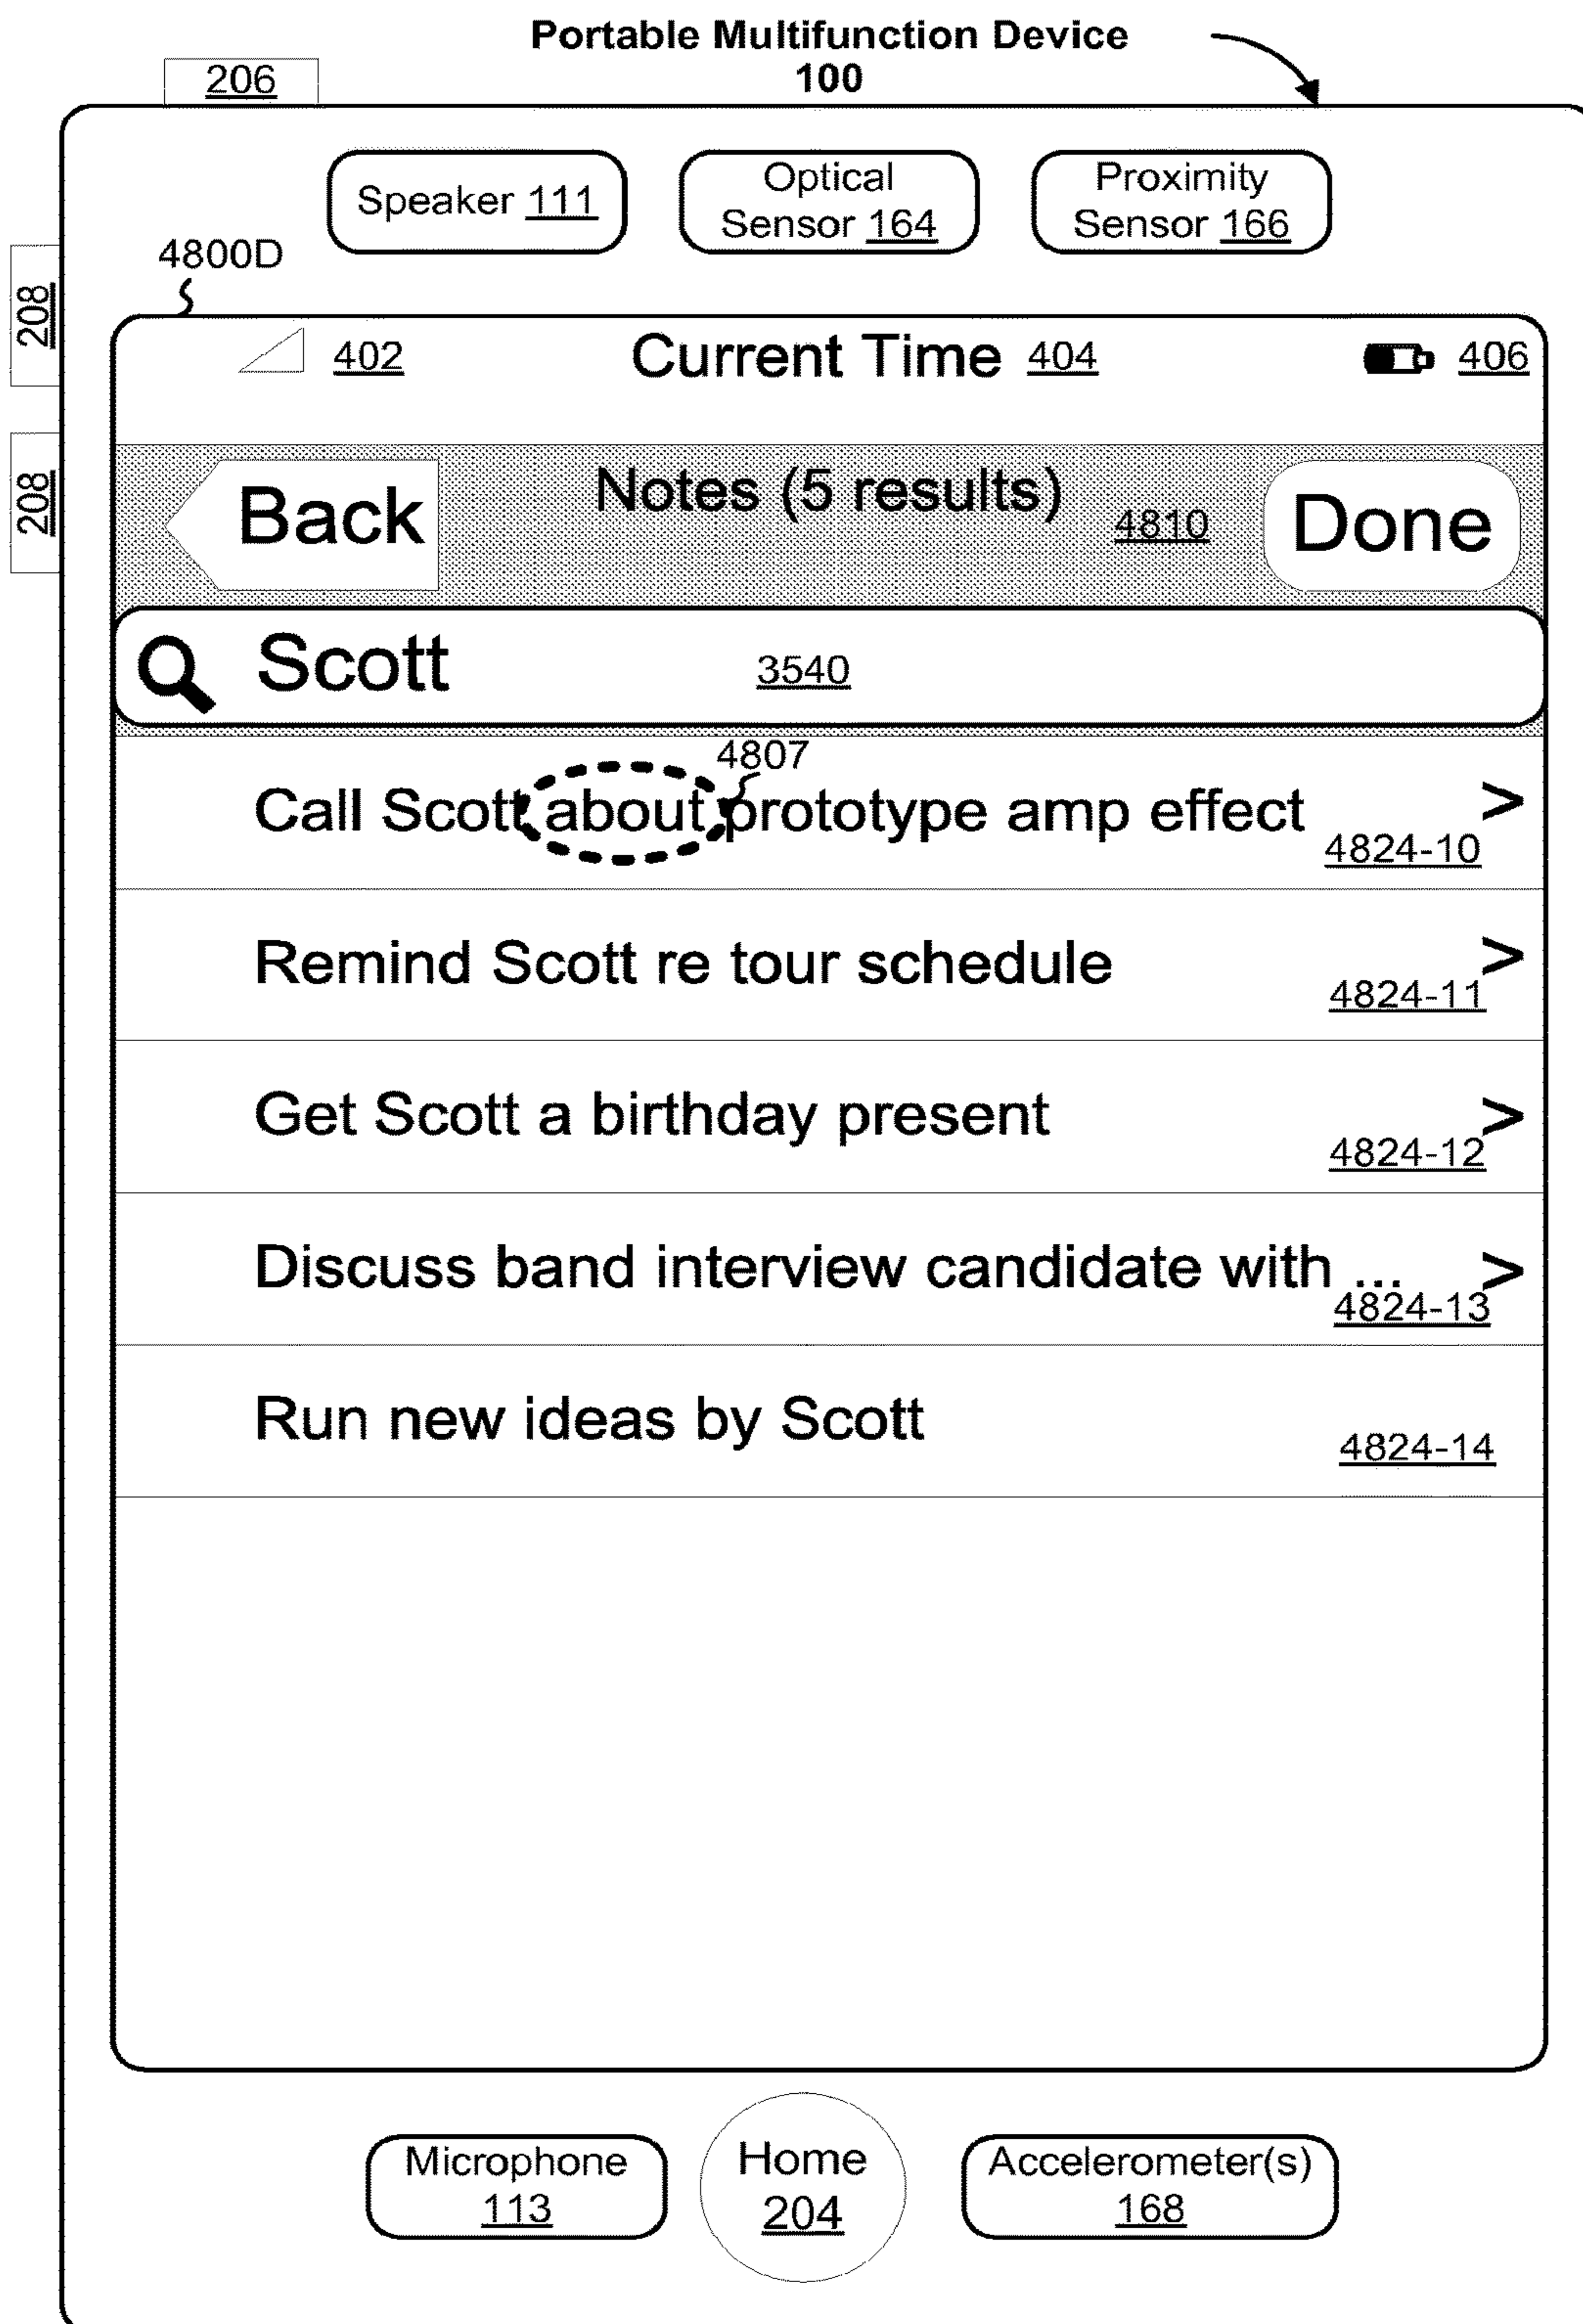 Portable Multifunction Device
100
206
Speaker 111
Optical
Sensor 164
Proximity
Sensor 166
4800D
208
208
402
Current Time 404
406
Back
Notes (5 results)
4810
Done
Scott
3540
4807
Call Scott about prototype amp effect >
4824-10
Remind Scott re tour schedule >
4824-11
Get Scott a birthday present >
4824-12
Discuss band interview candidate with ... >
4824-13
Run new ideas by Scott
4824-14
Microphone
113
Home
204
Accelerometer(s)
168